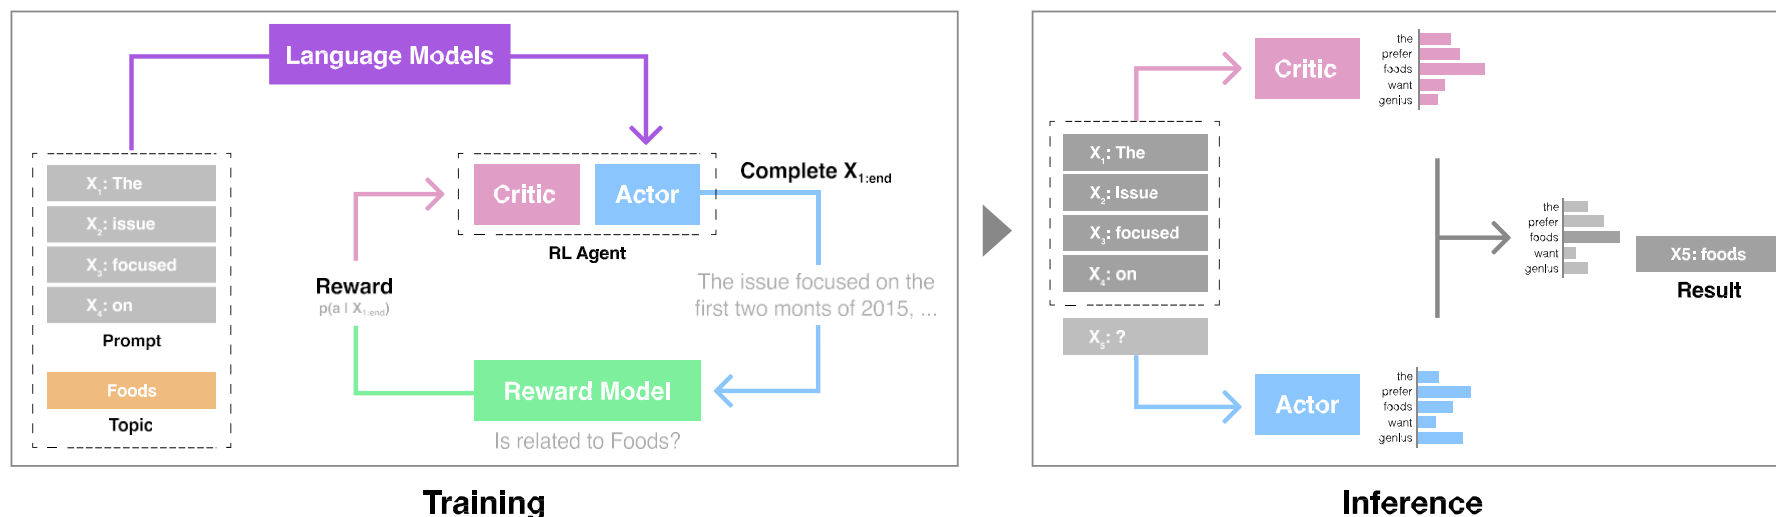 Language Models
X1: The
X2: issue
X3: focused
X4: on
Prompt
Foods
Topic
Critic
Actor
RL Agent
Complete X1:end
Reward
p(a | X1:end)
The issue focused on the
first two monts of 2015, ...
Reward Model
Is related to Foods?
Training
Critic
the
prefer
foods
want
genius
X1: The
X2: Issue
X3: focused
X4: on
X5: ?
Actor
the
prefer
foods
want
genius
the
prefer
foods
want
genius
X5: foods
Result
Inference